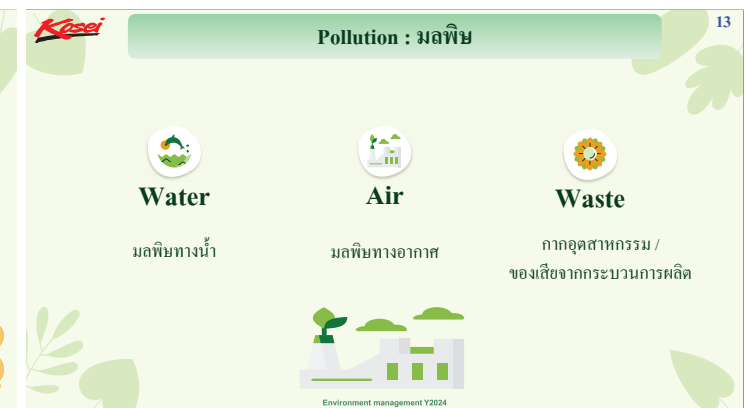 Kosei
Pollution : มลพิษ
13
Water
Air
Waste
มลพิษทางน้ำ
มลพิษทางอากาศ
กากอุตสาหกรรม /
ของเสียจากกระบวนการผลิต
Environment management Y2024